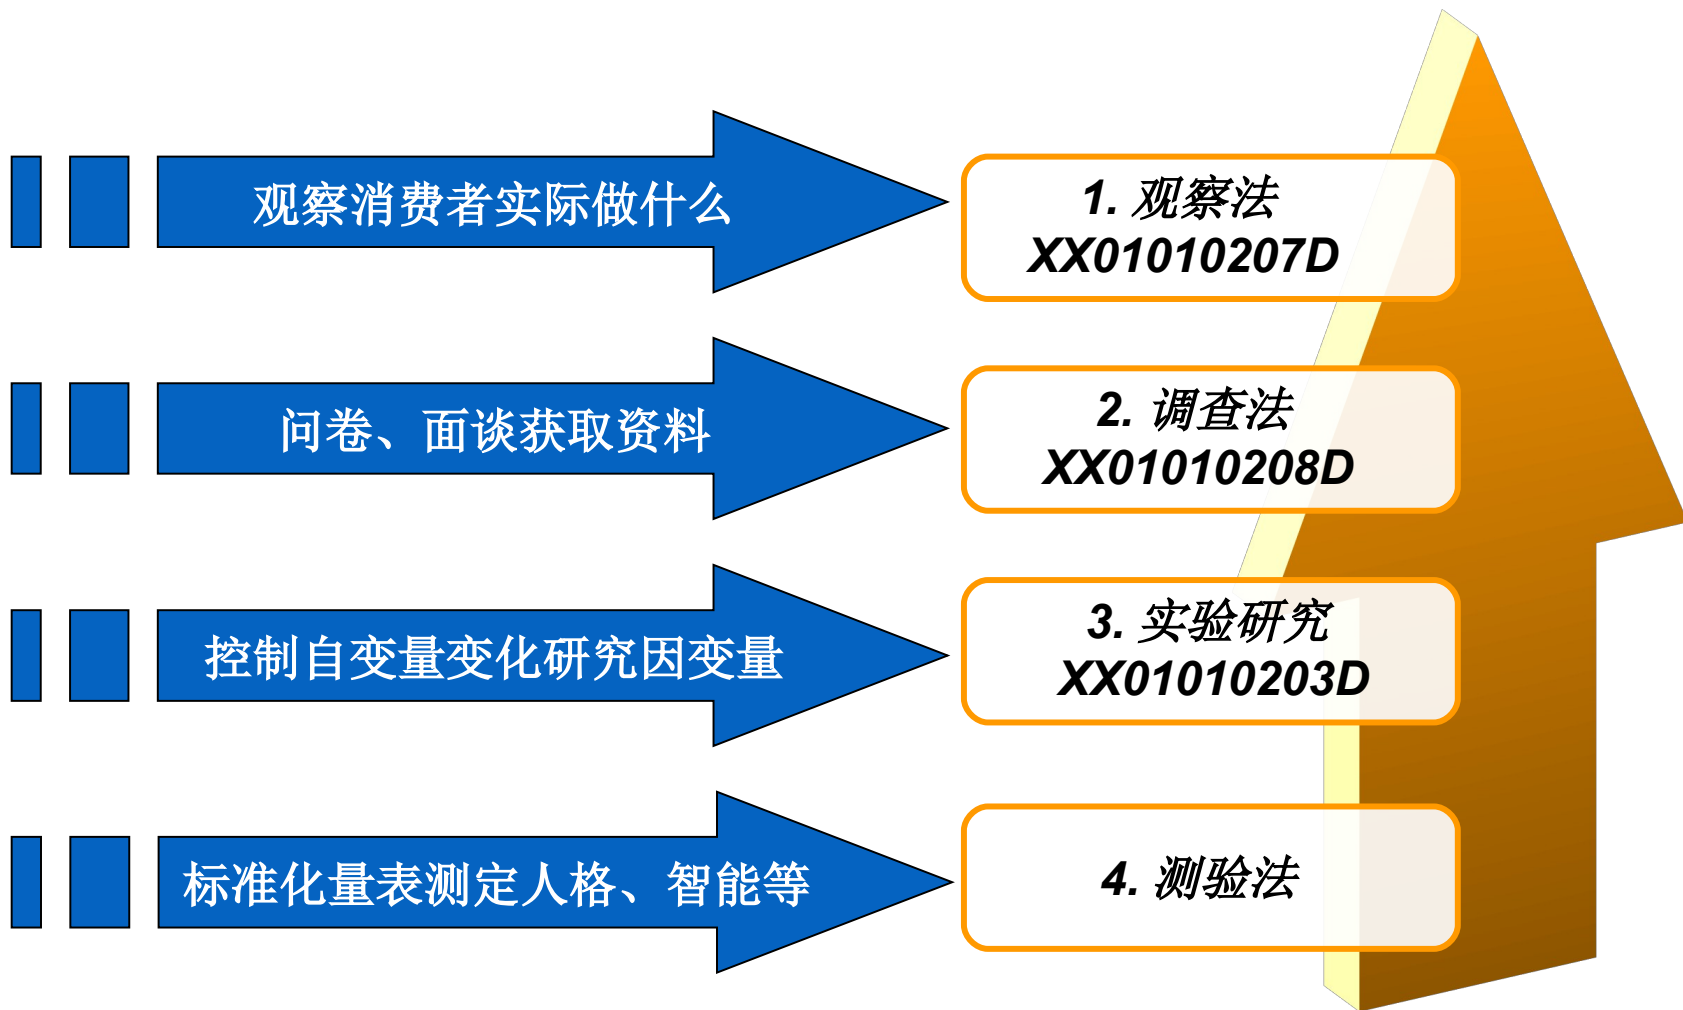 观察消费者实际做什么
1. 观察法
XX01010207D
问卷、面谈获取资料
2. 调查法
XX01010208D
控制自变量变化研究因变量
3. 实验研究
XX01010203D
标准化量表测定人格、智能等
4. 测验法